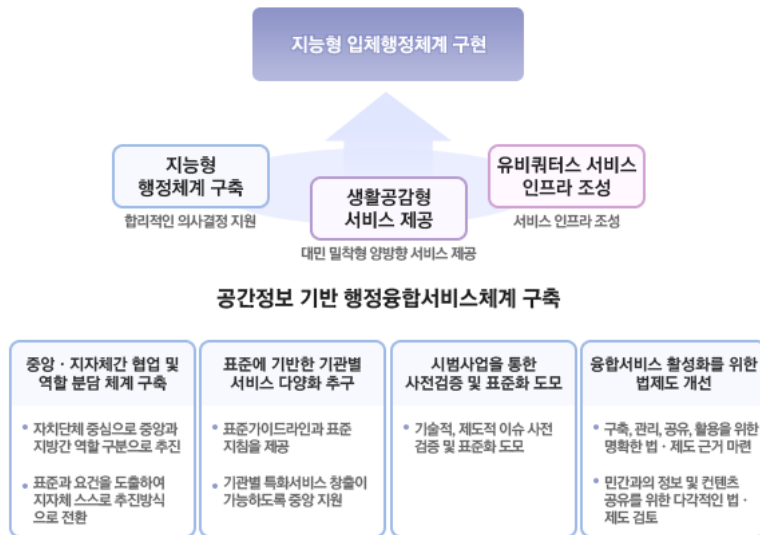 지능형 입체행정체계 구현
지능형
행정체계 구축
합리적인 의사결정 지원
생활공감형
서비스 제공
대민 밀착형 양방향 서비스 제공
유비쿼터스 서비스
인프라 조성
서비스 인프라 조성
공간정보 기반 행정융합서비스체계 구축
중앙 · 지자체간 협업 및
역할 분담 체계 구축
• 자치단체 중심으로 중앙과
지방간 역할 구분으로 추진
• 표준과 요건을 도출하여
지자체 스스로 추진방식
으로 전환
표준에 기반한 기관별
서비스 다양화 추구
• 표준가이드라인과 표준
지침을 제공
• 기관별 특화서비스 창출이
가능하도록 중앙 지원
시범사업을 통한
사전검증 및 표준화 도모
• 기술적, 제도적 이슈 사전
검증 및 표준화 도모
융합서비스 활성화를 위한
법제도 개선
• 구축, 관리, 공유, 활용을 위한
명확한 법 · 제도 근거 마련
• 민간과의 정보 및 컨텐츠
공유를 위한 다각적인 법 ·
제도 검토